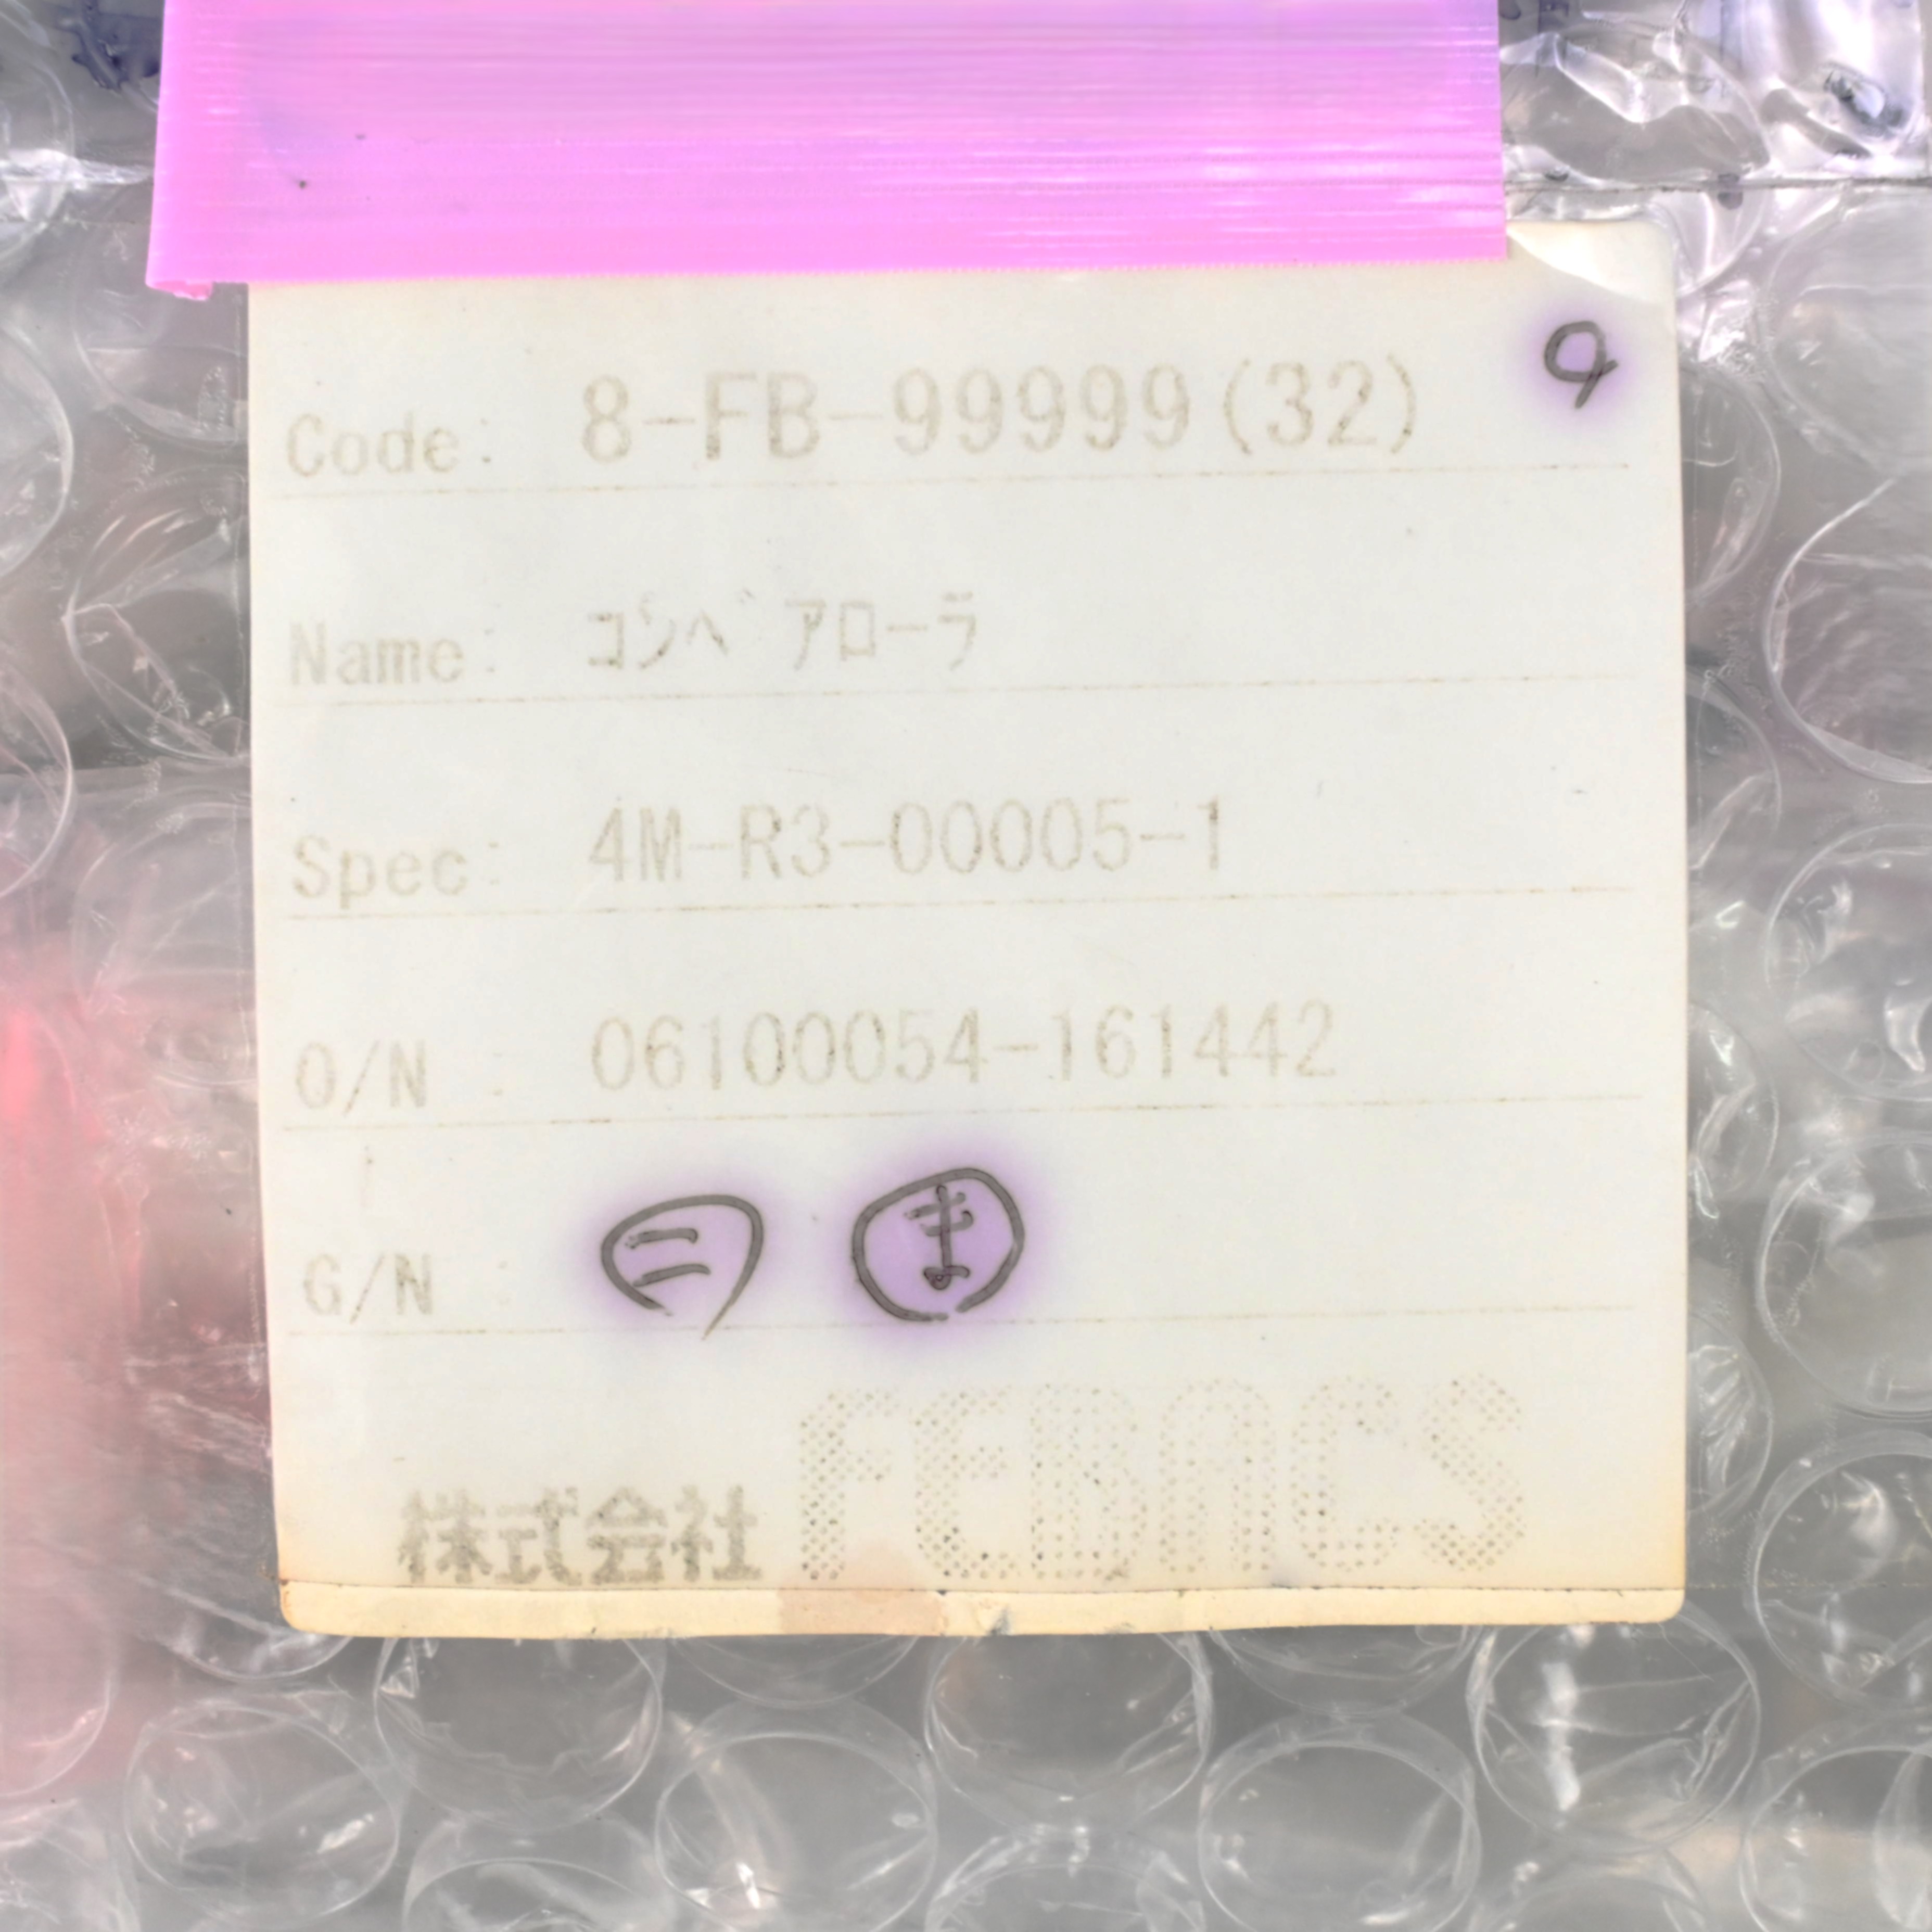 9
Code: 8-FB-99999(32)
Name: コンベアローラ
Spec: 4M-R3-00005-1
O/N : 06100054-161442
G/N : ニ ま
株式会社 FEBACS